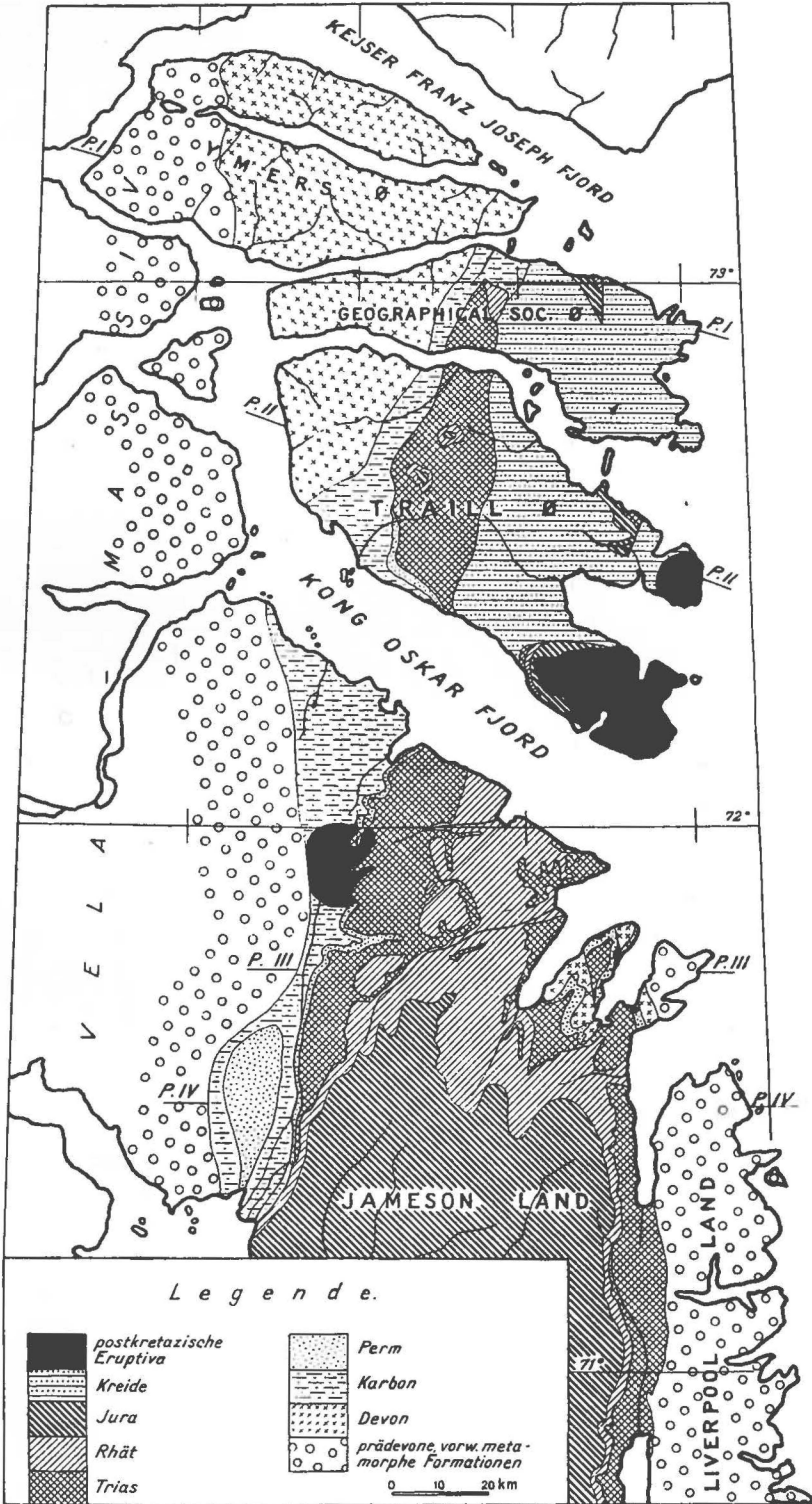 KEJSER FRANZ JOSEPH FJORD
P.I
YMERS Ø
73°
GEOGRAPHICAL SOC. Ø
P.I
P.II
TRAILL Ø
P.II
KONG OSKAR FJORD
72°
VELA - MASSIV
P. III
P.III
P.IV
P.IV
JAMESON LAND
LIVERPOOL LAND
71°
Legende.
postkretazische
Eruptiva
Kreide
Jura
Rhät
Trias
Perm
Karbon
Devon
prädevone, vorw. meta-
morphe Formationen
0 10 20 km